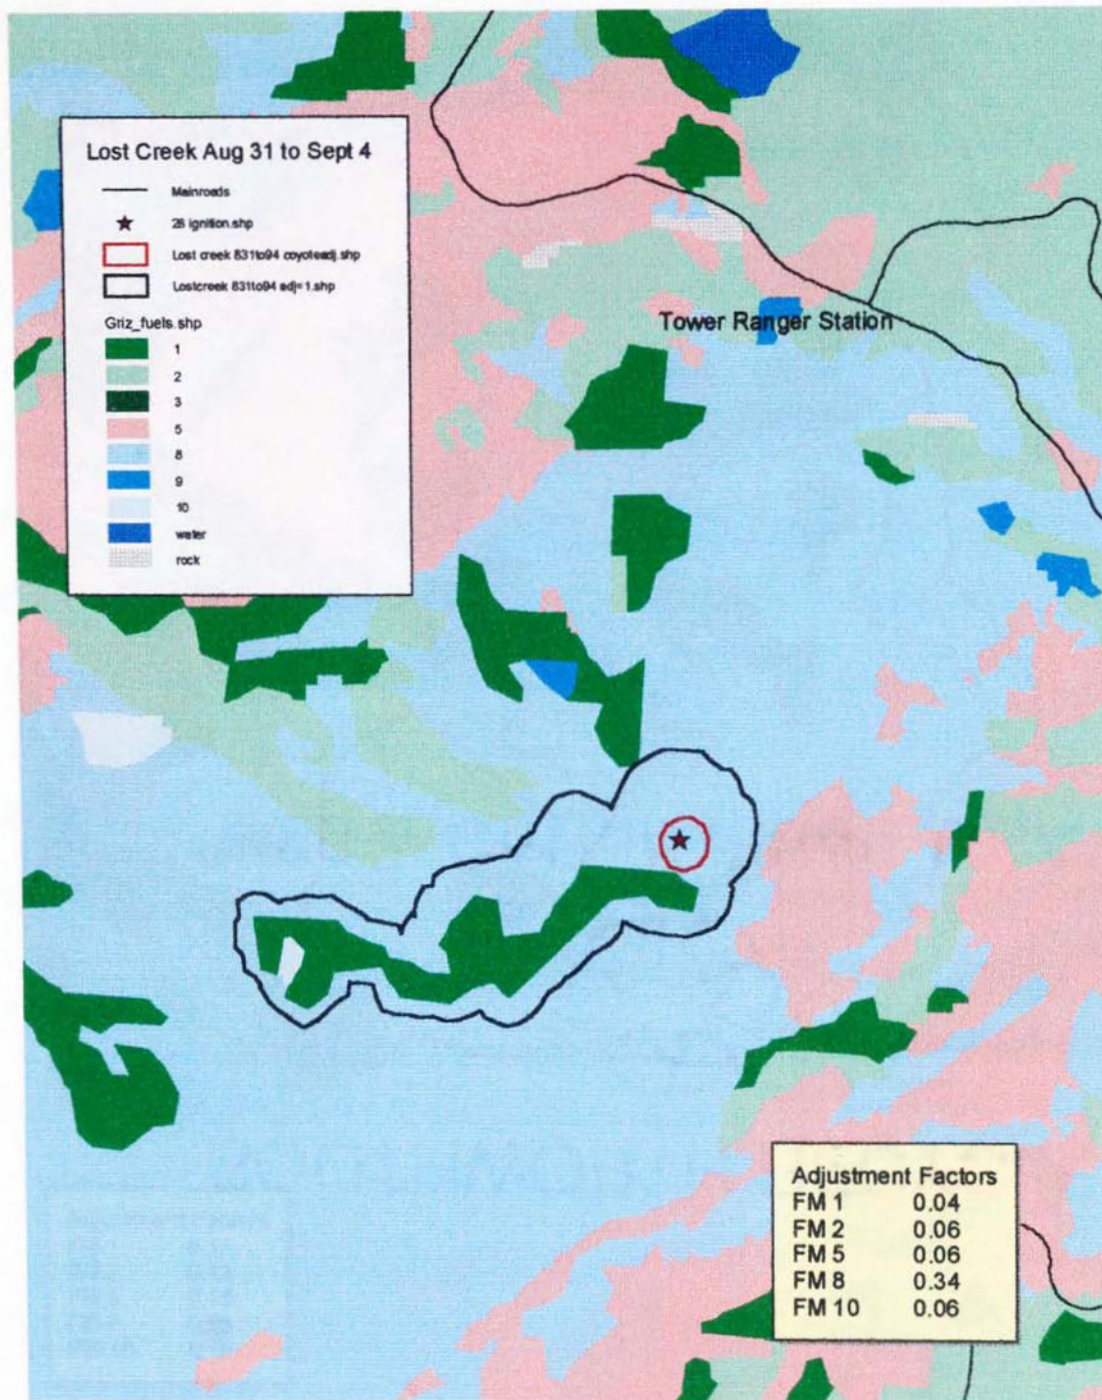 Lost Creek Aug 31 to Sept 4
Mainroads
28 ignition.shp
Lost creek 831to94 coyoteadj.shp
Lostcreek 831to94 adj=1.shp
Griz_fuels.shp
1
2
3
5
8
9
10
water
rock
Tower Ranger Station
Adjustment Factors
FM 1 0.04
FM 2 0.06
FM 5 0.06
FM 8 0.34
FM 10 0.06